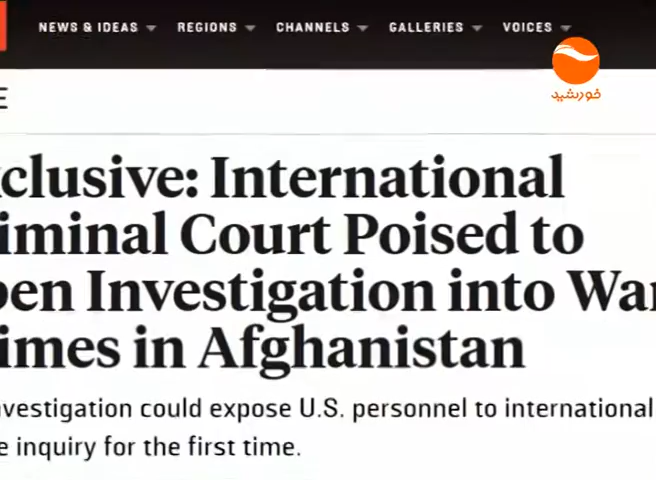 NEWS & IDEAS REGIONS CHANNELS GALLERIES VOICES
خورشید
E
xclusive: International
iminal Court Poised to
pen Investigation into War
imes in Afghanistan
nvestigation could expose U.S. personnel to international
e inquiry for the first time.